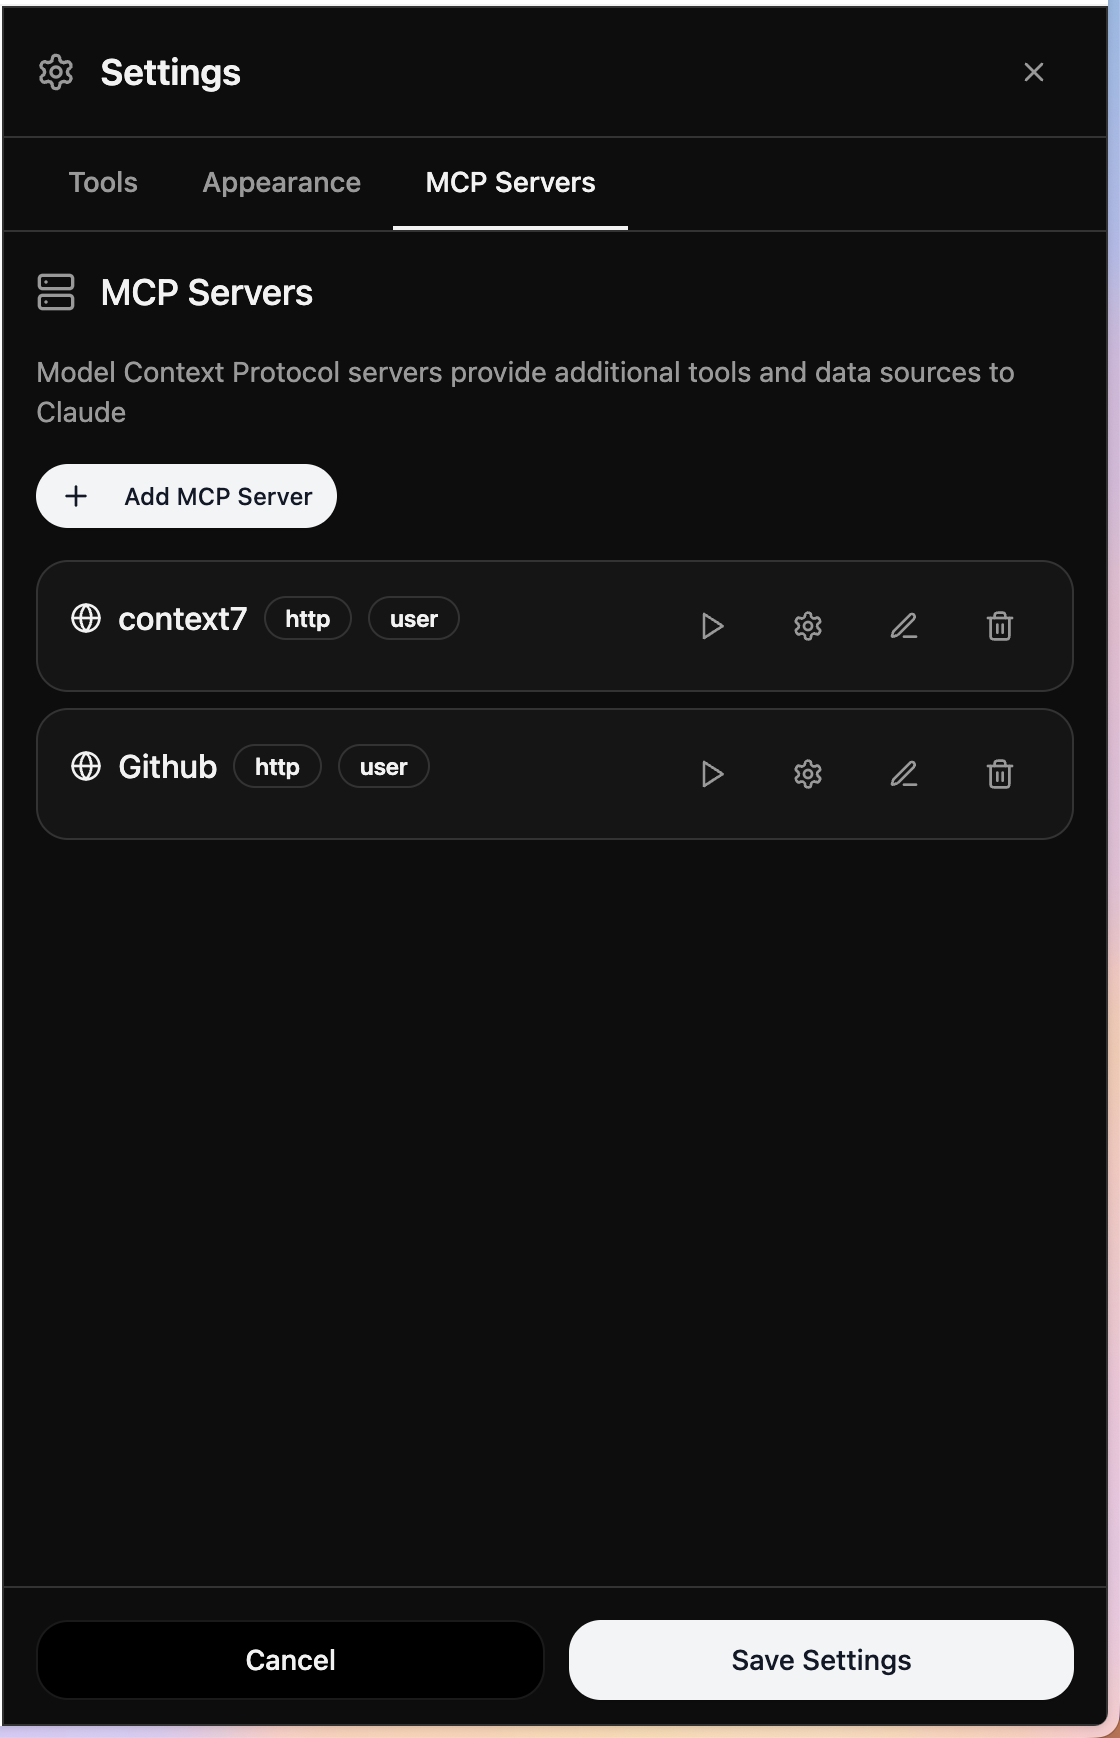 Settings
Tools Appearance MCP Servers
MCP Servers
Model Context Protocol servers provide additional tools and data sources to
Claude
Add MCP Server
context7 http user
Github http user
Cancel Save Settings